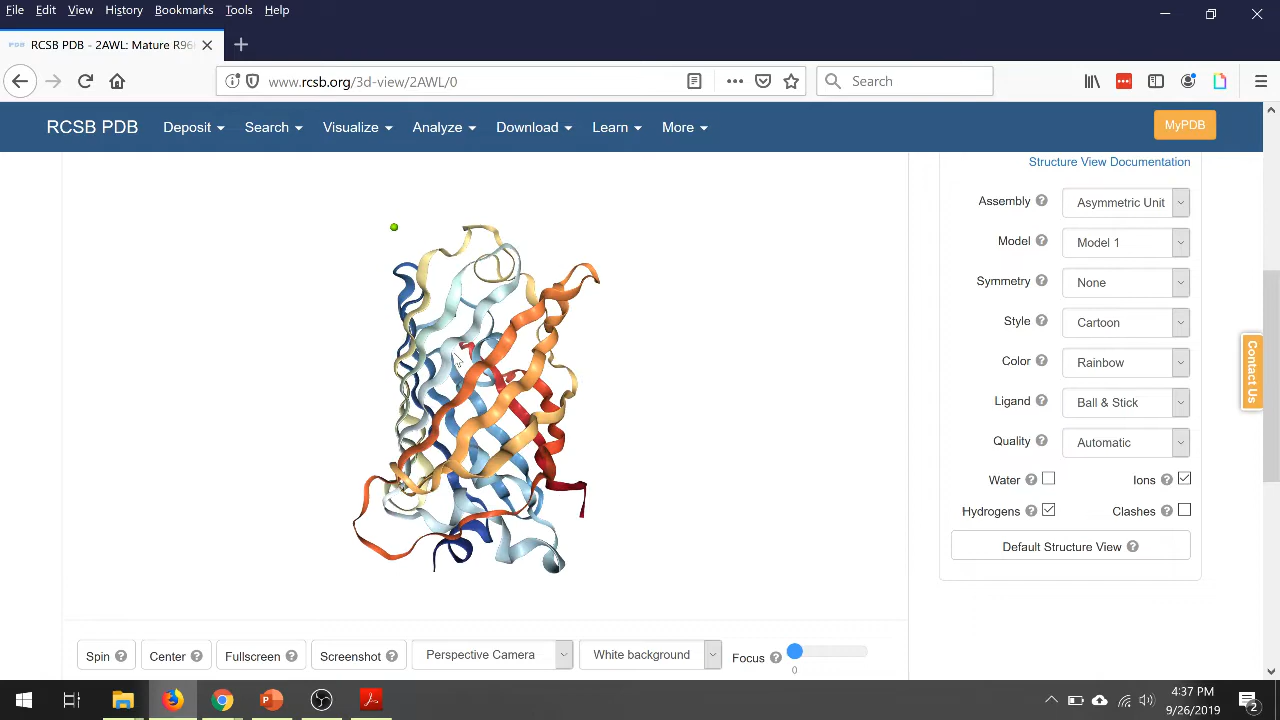 File Edit View History Bookmarks Tools Help
RCSB PDB - 2AWL: Mature R96
www.rcsb.org/3d-view/2AWL/0
Search
RCSB PDB Deposit Search Visualize Analyze Download Learn More MyPDB
Structure View Documentation
Assembly ? Asymmetric Unit
Model ? Model 1
Symmetry ? None
Style ? Cartoon
Color ? Rainbow
Ligand ? Ball & Stick
Quality ? Automatic
Water ? Ions ?
Hydrogens ? Clashes ?
Default Structure View ?
Contact Us
Spin ? Center ? Fullscreen ? Screenshot ? Perspective Camera White background Focus ?
0
4:37 PM
9/26/2019
2